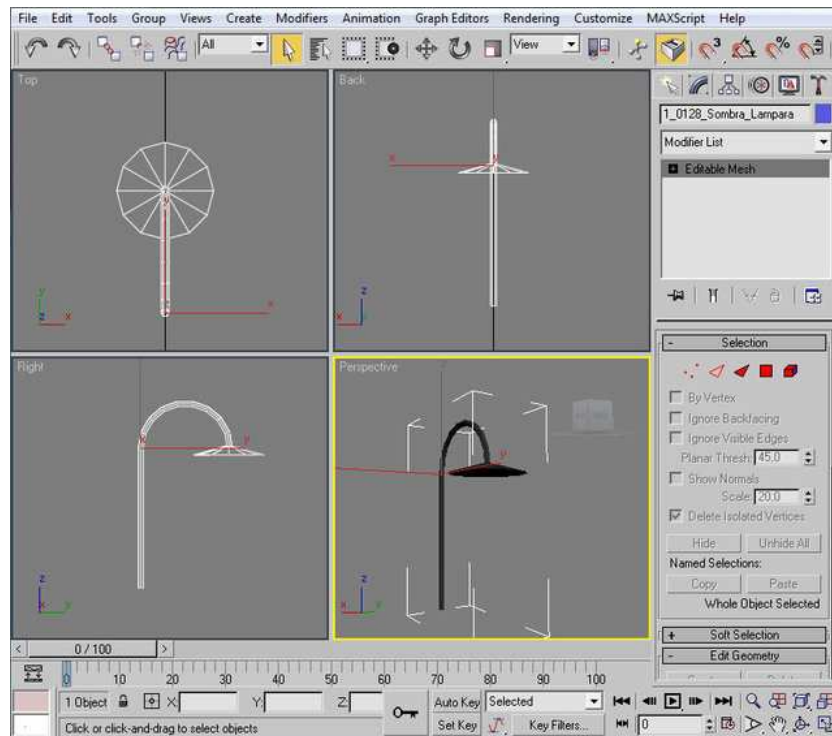 File Edit Tools Group Views Create Modifiers Animation Graph Editors Rendering Customize MAXScript Help
All View 3 %
Top Back
x x
y x z x
Right Perspective
x y y
z x y z x y
1_0128_Sombra_Lampara
Modifier List
Editable Mesh
- Selection
By Vertex
Ignore Backfacing
Ignore Visible Edges
Planar Thresh: 45,0
Show Normals
Scale: 20,0
Delete Isolated Vertices
Hide Unhide All
Named Selections:
Copy Paste
Whole Object Selected
+ Soft Selection
- Edit Geometry
< 0 / 100 >
0 10 20 30 40 50 60 70 80 90 100
1 Object X: Y: Z: Auto Key Selected
Click or click-and-drag to select objects Set Key Key Filters... 0